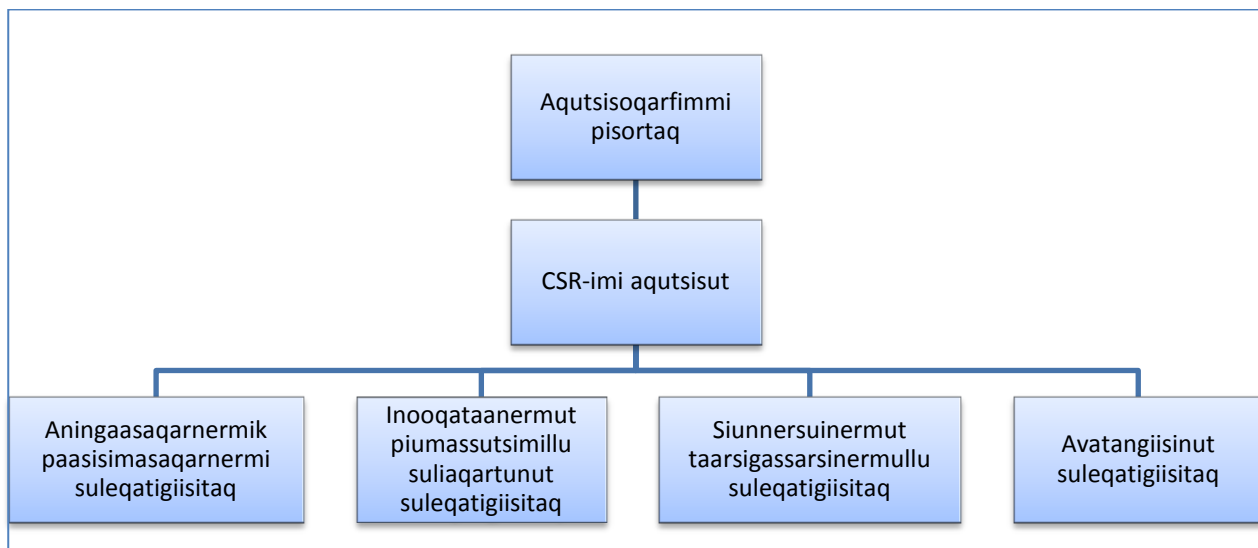 Aqutsisoqarfimmi
pisortaq
CSR-imi aqutsisut
Aningaasaqarnermik
paasisimasaqarnermi
suleqatigiisitaq
Inooqataanermut
piumassutsimillu
suliaqartunut
suleqatigiisitaq
Siunnersuinermut
taarsigassarsinermullu
suleqatigiisitaq
Avatangiisinut
suleqatigiisitaq